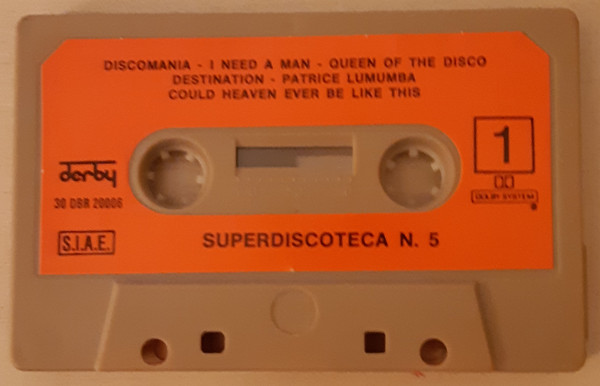 DISCOMANIA - I NEED A MAN - QUEEN OF THE DISCO
DESTINATION - PATRICE LUMUMBA
COULD HEAVEN EVER BE LIKE THIS
1
derby
30 DBR 20006
DOLBY SYSTEM
S.I.A.E.
SUPERDISCOTECA N. 5